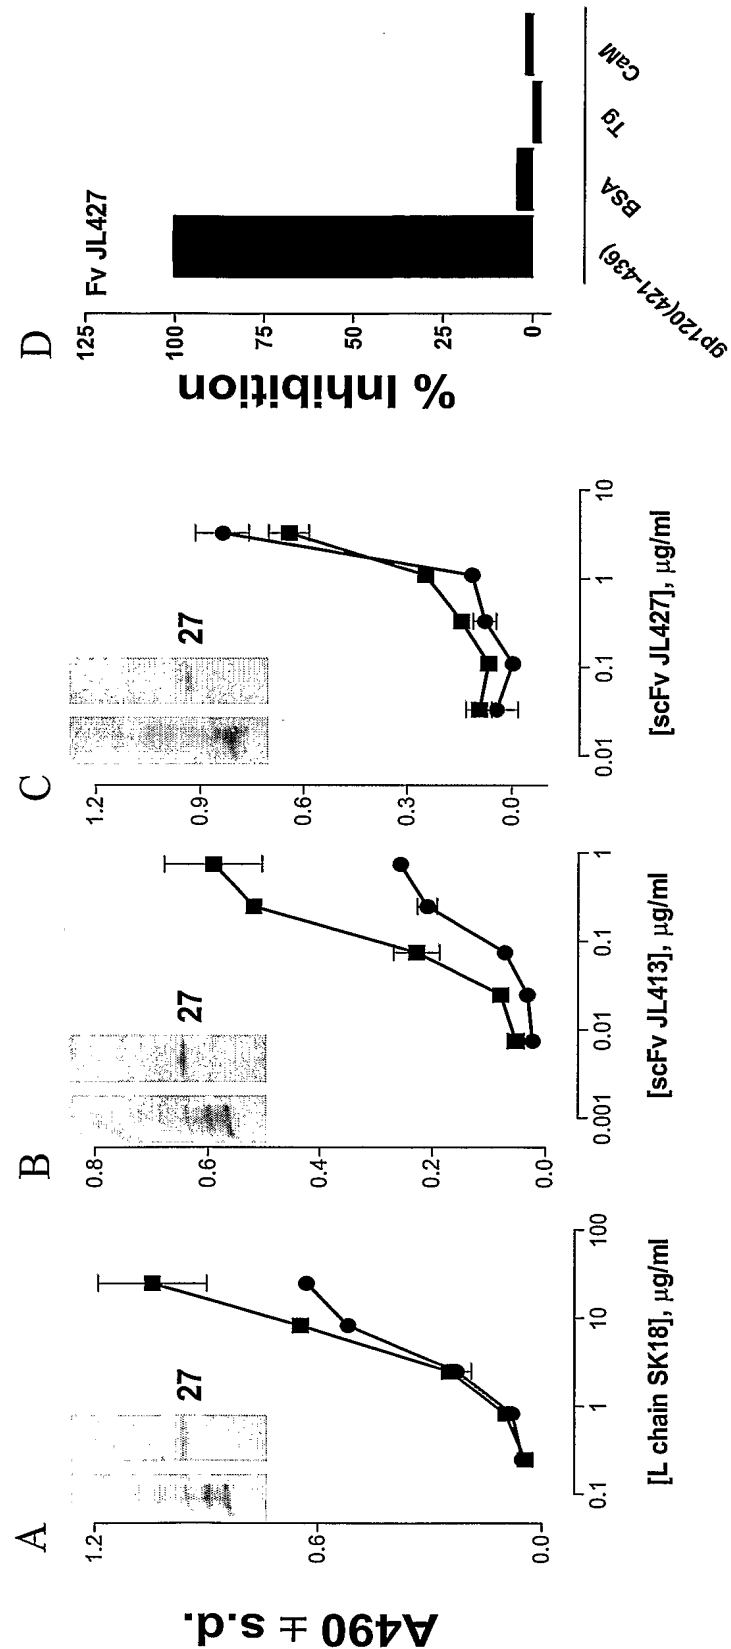 A490 ± s.d.
A
1.2
0.6
0.0
27
0.1 1 10 100
[L chain SK18], µg/ml
B
0.8
0.6
0.4
0.2
0.0
27
0.001 0.01 0.1 1
[scFv JL413], µg/ml
C
1.2
0.9
0.6
0.3
0.0
27
0.01 0.1 1 10
[scFv JL427], µg/ml
D
% Inhibition
125
100
75
50
25
0
Fv JL427
gp120(421-436) BSA Tg CaM